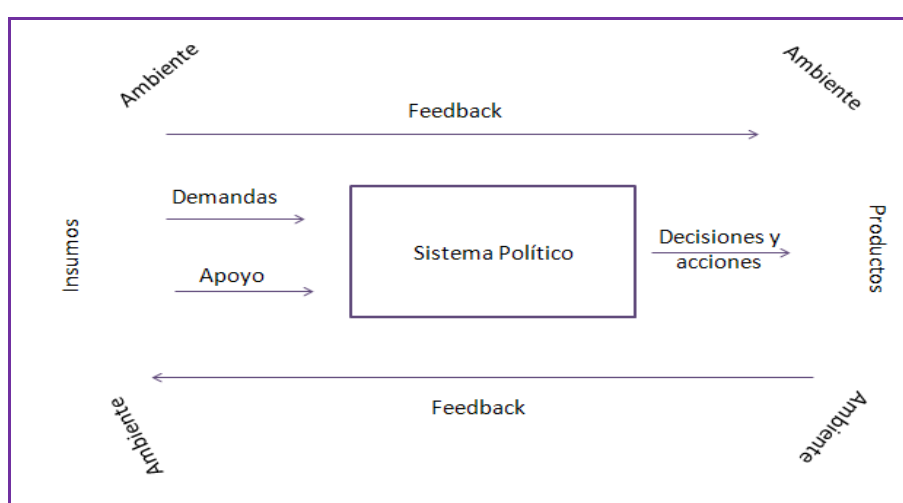 Ambiente
Ambiente
Feedback
Demandas
Insumos
Apoyo
Sistema Político
Decisiones y
acciones
Productos
Feedback
Ambiente
Ambiente